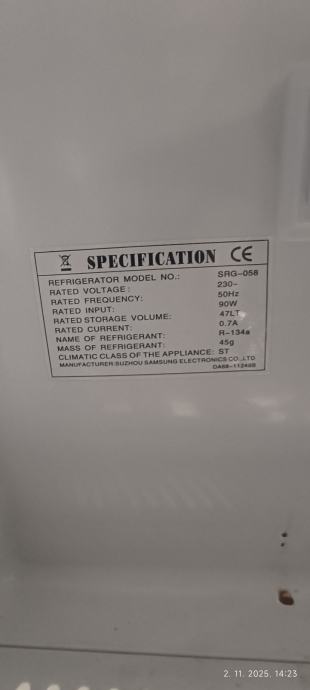 SPECIFICATION CE
REFRIGERATOR MODEL NO.: SRG-058
RATED VOLTAGE: 230~
RATED FREQUENCY: 50Hz
RATED INPUT: 90W
RATED STORAGE VOLUME: 47LT
RATED CURRENT: 0.7A
NAME OF REFRIGERANT: R-134a
MASS OF REFRIGERANT: 45g
CLIMATIC CLASS OF THE APPLIANCE: ST
MANUFACTURER:SUZHOU SAMSUNG ELECTRONICS CO.,LTD
2. 11. 2025, 14:23